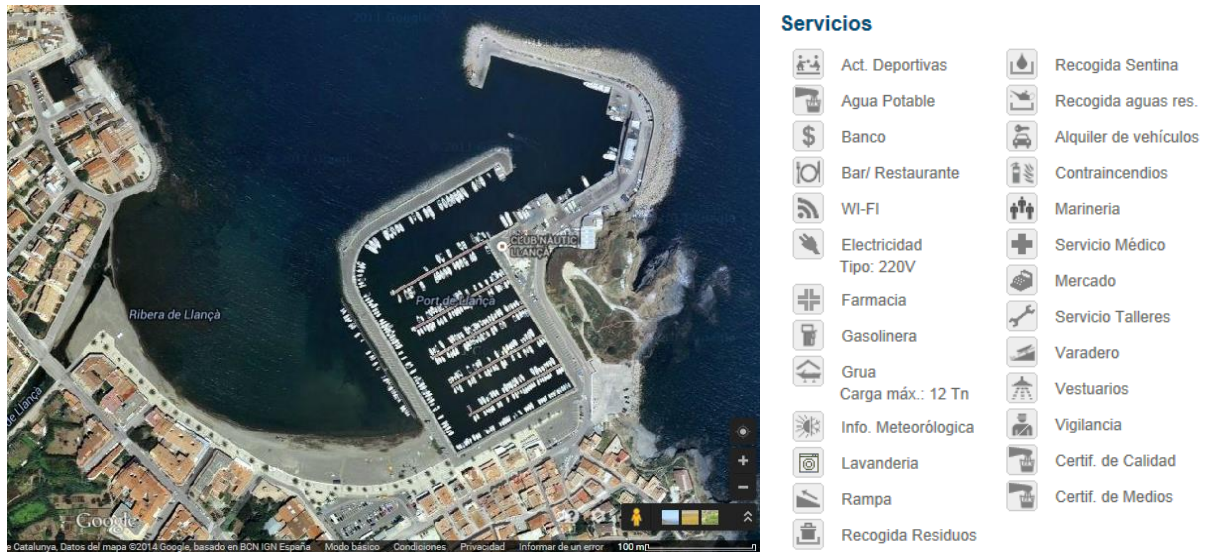 2014 Google
CLUB NÀUTIC
LLANÇÀ
Port de Llançà
Ribera de Llançà
de Llançà
Google
e Catalunya, Datos del mapa ©2014 Google, basado en BCN IGN España
Modo básico
Condiciones
Privacidad
Informar de un error
100 m
Servicios
Act. Deportivas
Agua Potable
Banco
Bar/ Restaurante
WI-FI
Electricidad
Tipo: 220V
Farmacia
Gasolinera
Grua
Carga máx.: 12 Tn
Info. Meteorólogica
Lavanderia
Rampa
Recogida Residuos
Recogida Sentina
Recogida aguas res.
Alquiler de vehículos
Contraincendios
Marineria
Servicio Médico
Mercado
Servicio Talleres
Varadero
Vestuarios
Vigilancia
Certif. de Calidad
Certif. de Medios